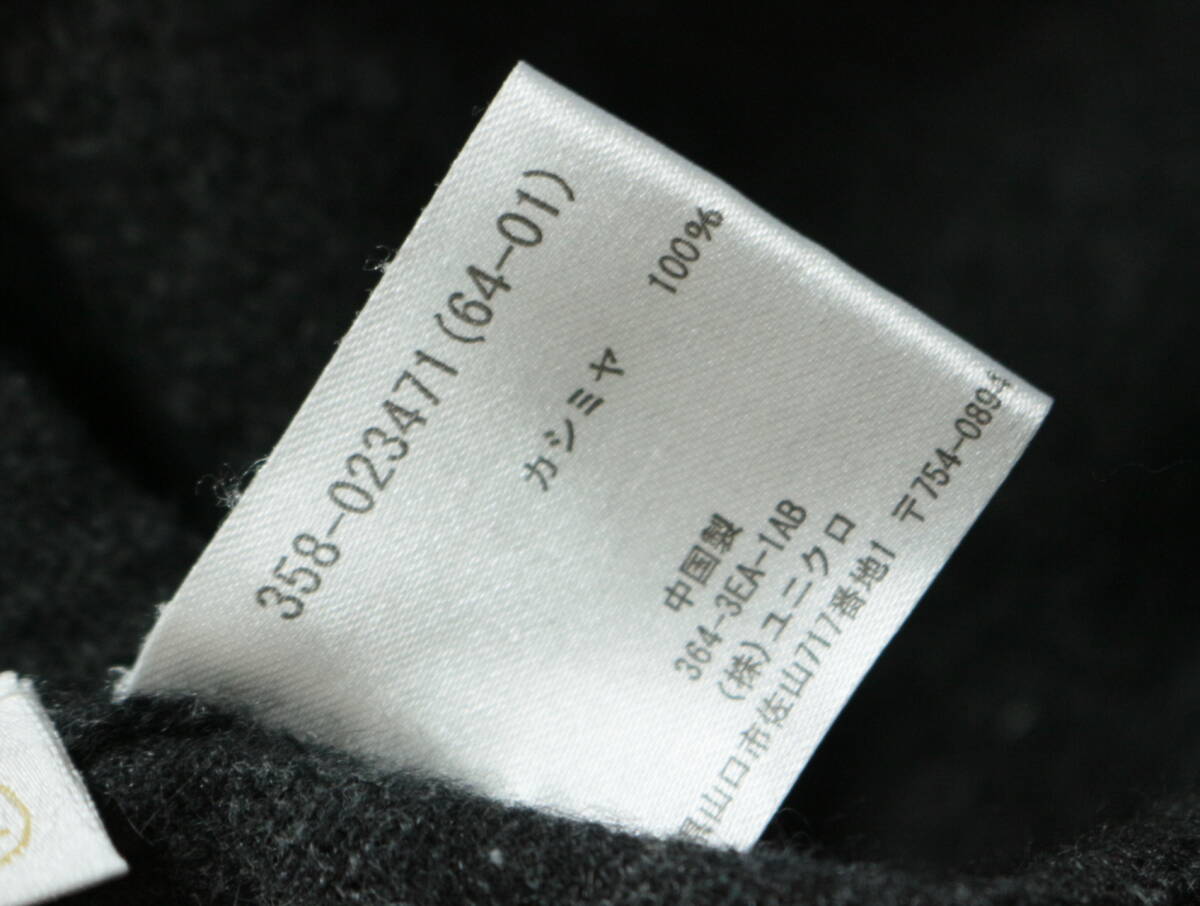 358-023471(64-01)
カシミヤ 100%
中国製
364-3EA-1AB
(株)ユニクロ
県山口市佐山717番地1 〒754-0894